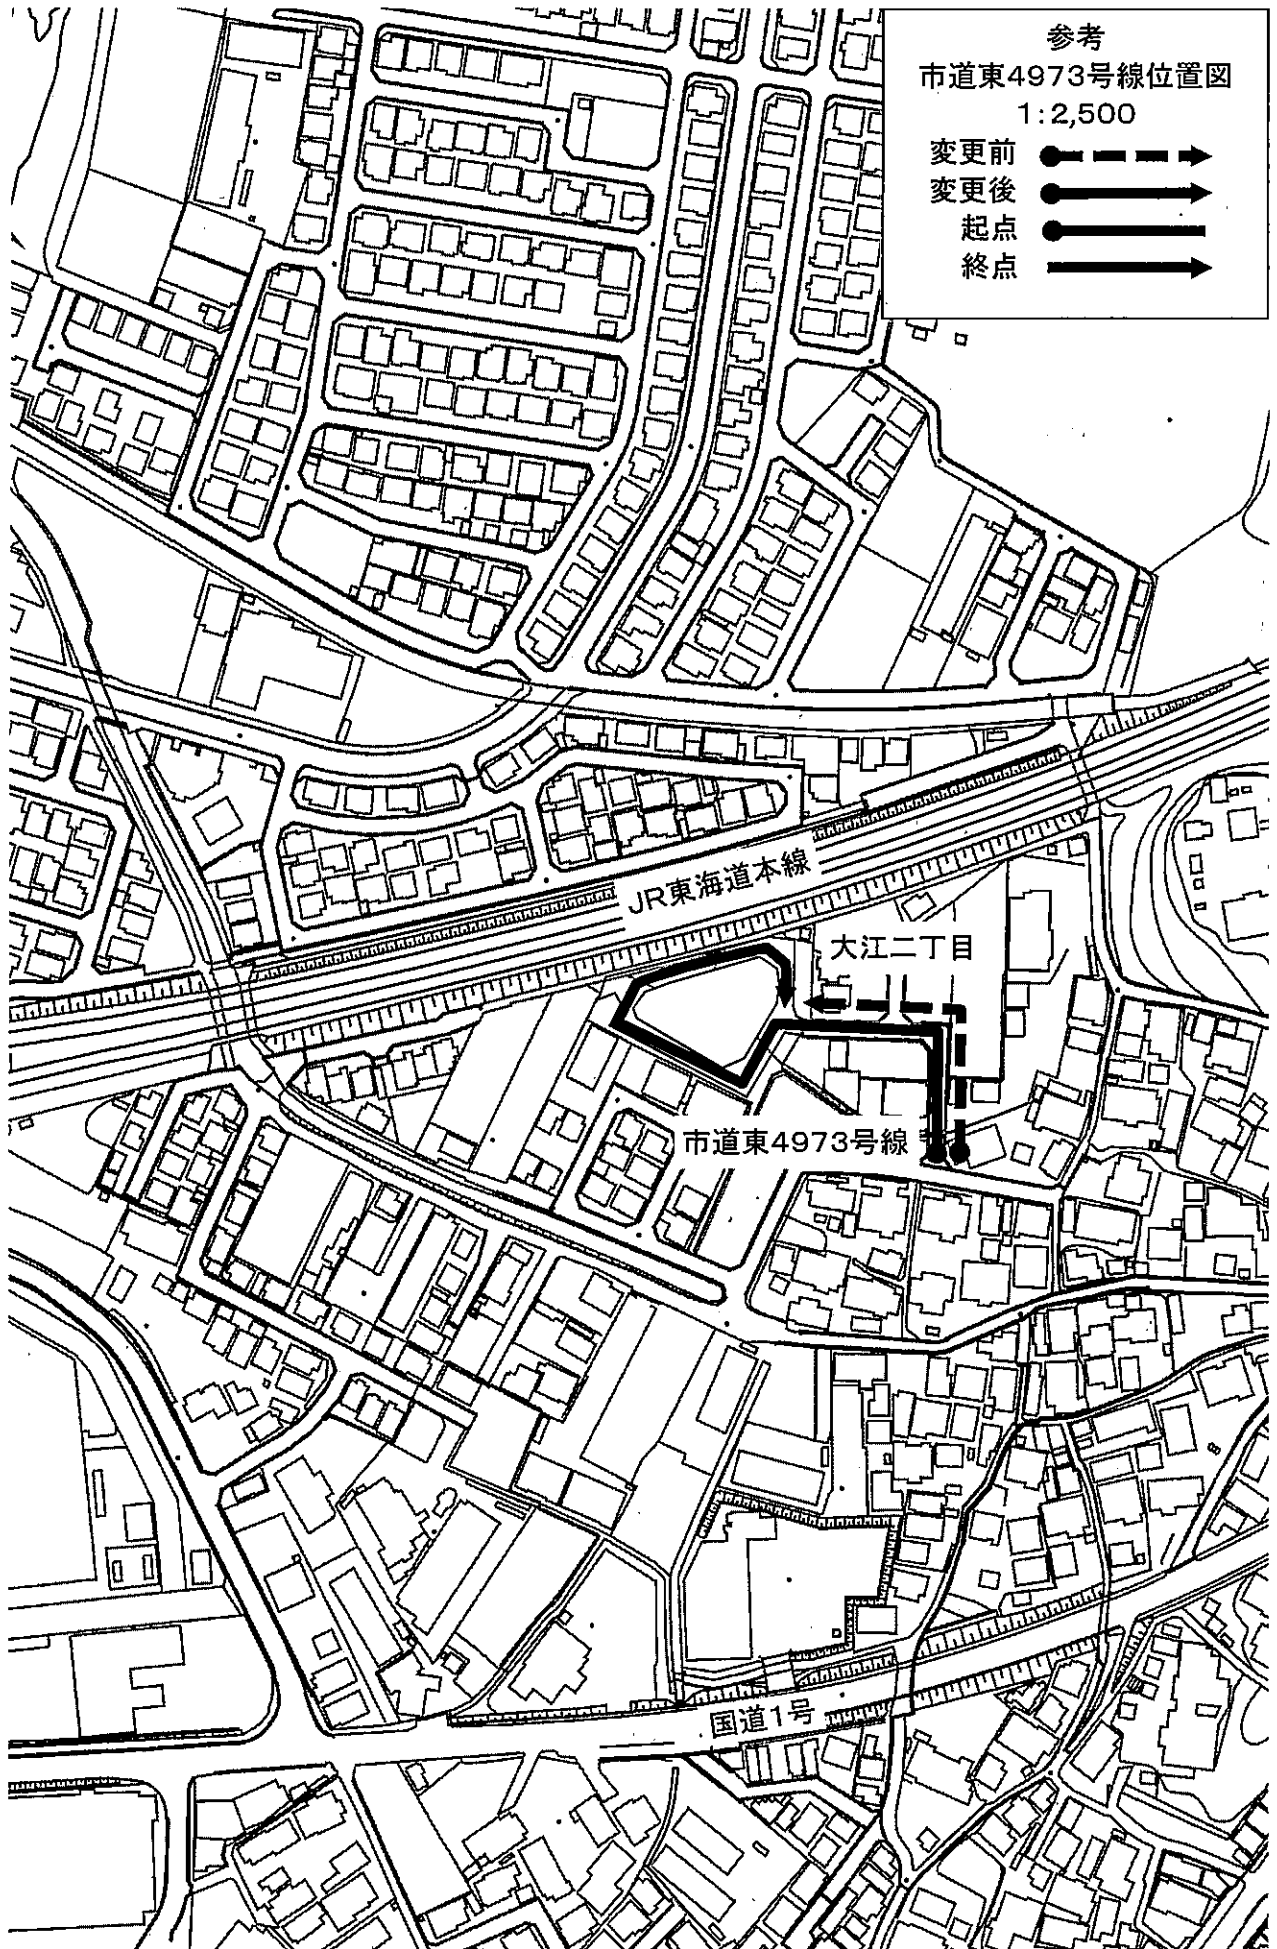 参考
市道東4973号線位置図
1:2,500
変更前
変更後
起点
終点
JR東海道本線
大江二丁目
市道東4973号線
国道1号